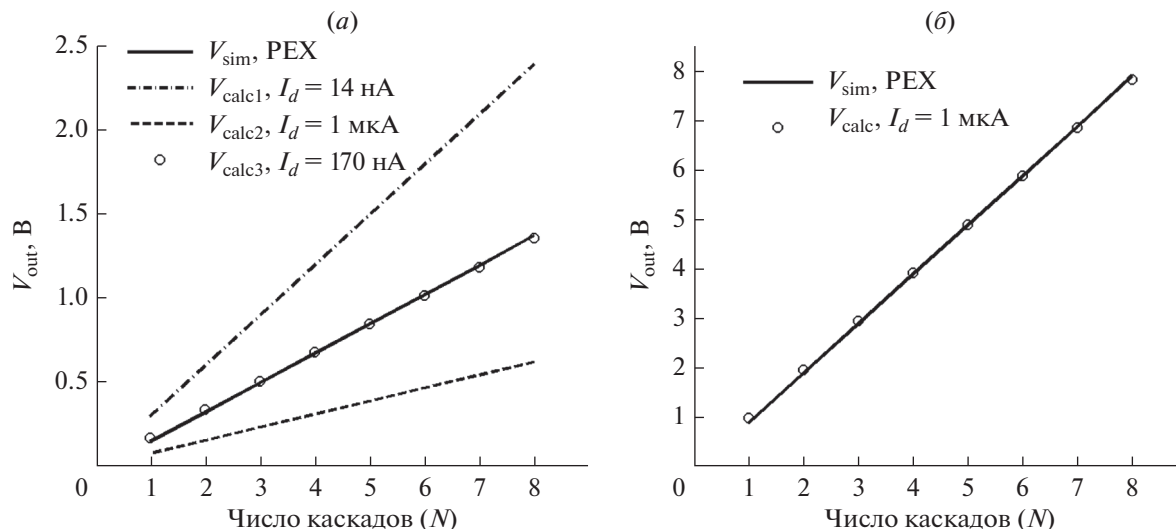 (а)
2.5
2.0
1.5
1.0
0.5
0
V_out, В
V_sim, PEX
V_calc1, I_d = 14 нА
V_calc2, I_d = 1 мкА
V_calc3, I_d = 170 нА
1 2 3 4 5 6 7 8
Число каскадов (N)
(б)
8
7
6
5
4
3
2
1
0
V_out, В
V_sim, PEX
V_calc, I_d = 1 мкА
1 2 3 4 5 6 7 8
Число каскадов (N)